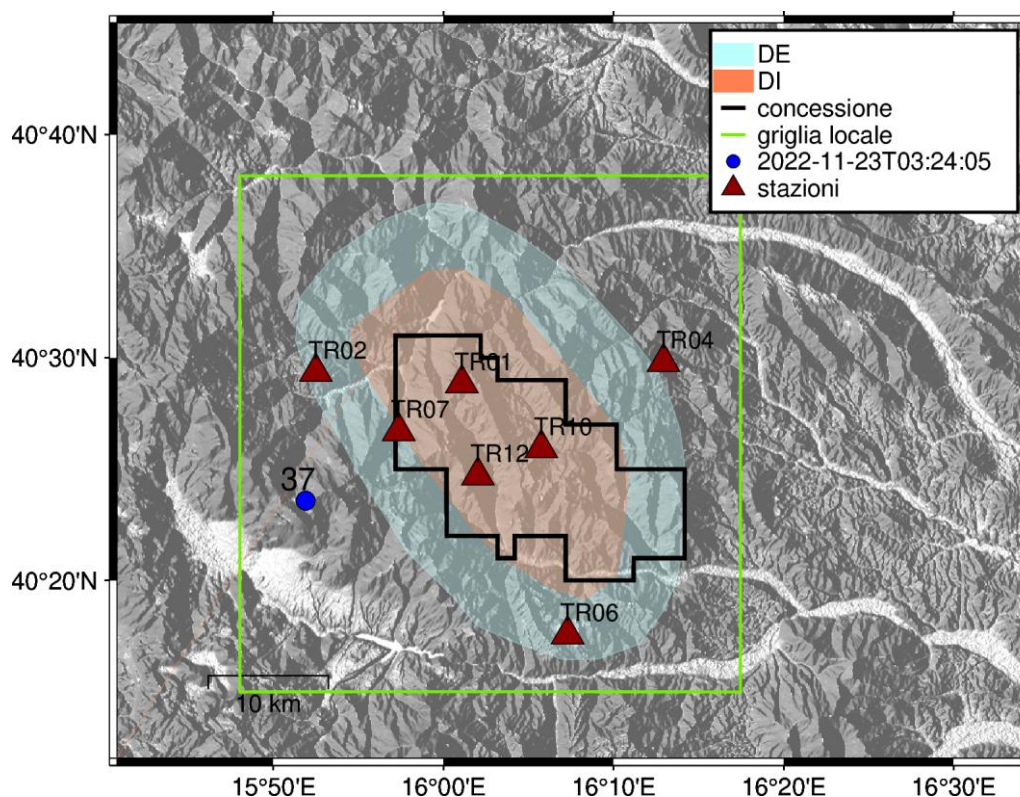 DE
DI
concessione
griglia locale
2022-11-23T03:24:05
stazioni
40°40'N
40°30'N
40°20'N
TR02
TR01
TR04
TR07
TR10
TR12
37
TR06
10 km
15°50'E
16°00'E
16°10'E
16°20'E
16°30'E